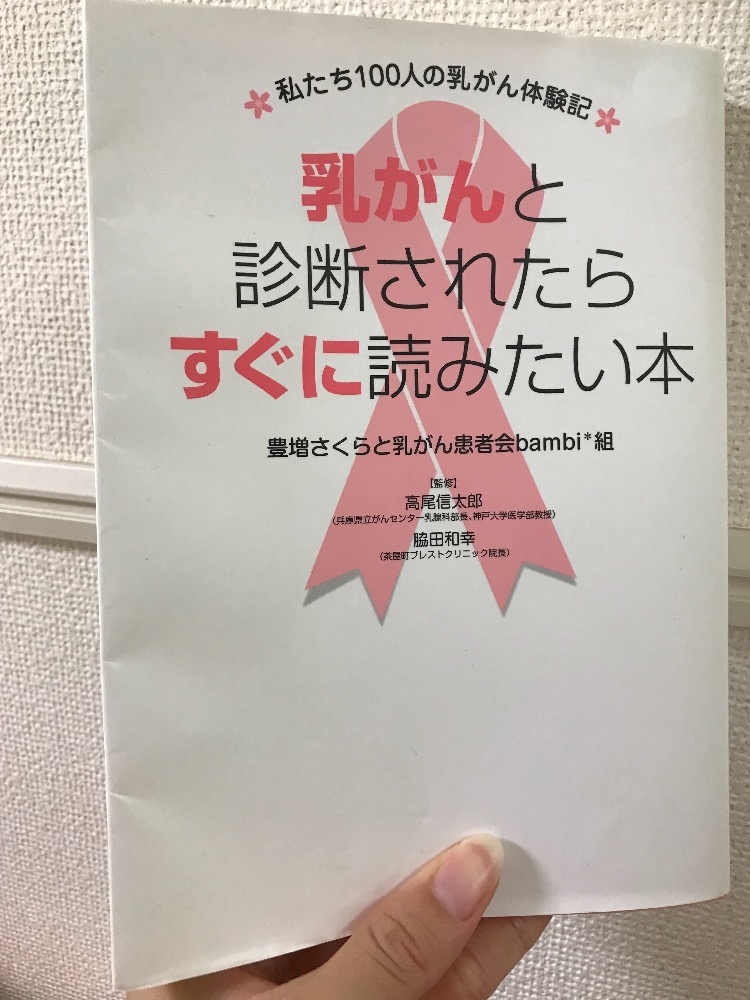 私たち100人の乳がん体験記
乳がんと
診断されたら
すぐに読みたい本
豊増さくらと乳がん患者会bambi*組
【監修】
高尾信太郎
（兵庫県立がんセンター乳腺科部長、神戸大学医学部教授）
脇田和幸
（茶屋町ブレストクリニック院長）